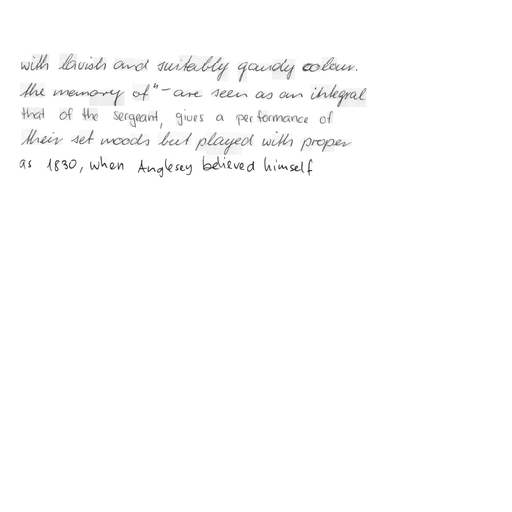 with lavish and suitably gaudy colour.
the memory of" - are seen as an integral
that of the sergeant, gives a performance of
their set moods but played with proper
as 1830, when Anglesey believed himself